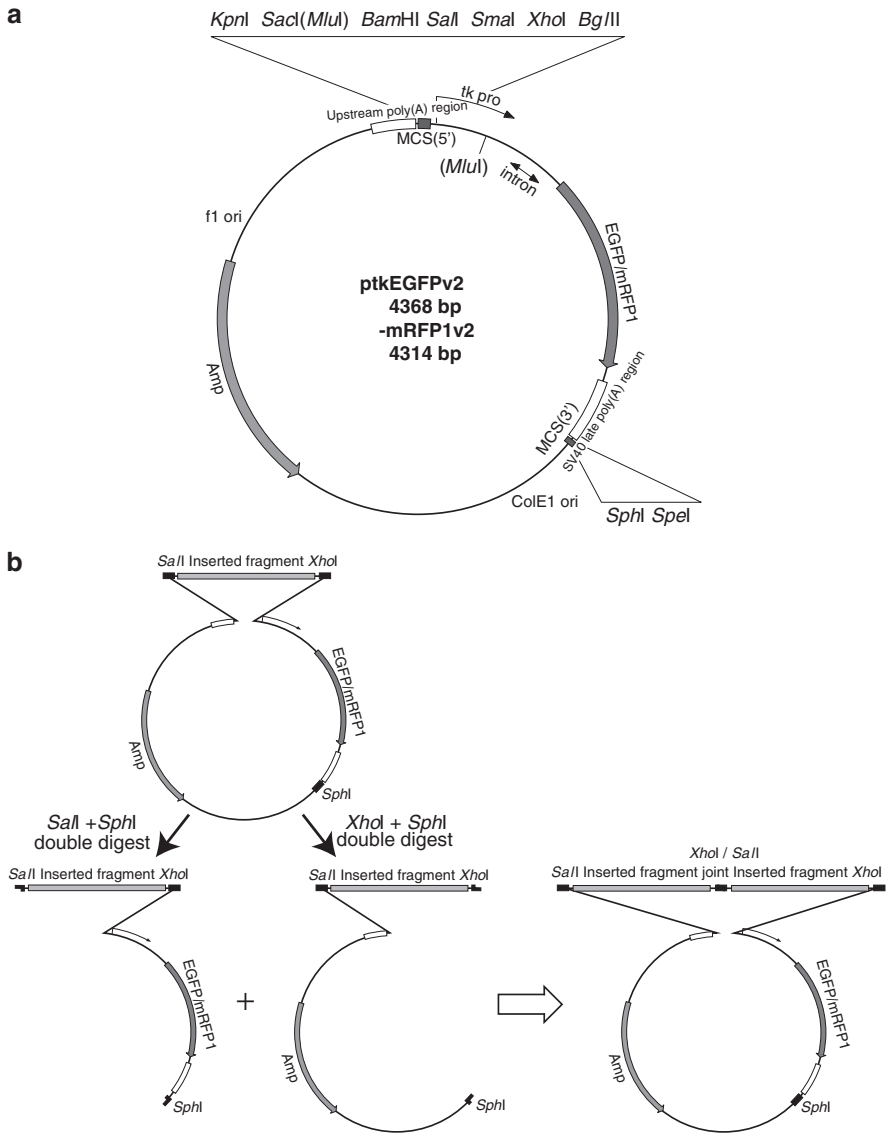 a
KpnI SacI(MluI) BamHI SalI SmaI XhoI BglII
tk pro
Upstream poly(A) region
MCS(5')
(MluI)
intron
f1 ori
EGFP/mRFP1
ptkEGFPv2
4368 bp
-mRFP1v2
4314 bp
Amp
MCS(3')
SV40 late poly(A) region
ColE1 ori
SphI SpeI
b
SalI Inserted fragment XhoI
EGFP/mRFP1
Amp
SphI
SalI +SphI
double digest
XhoI + SphI
double digest
XhoI / SalI
SalI Inserted fragment XhoI
SalI Inserted fragment XhoI
SalI Inserted fragment joint Inserted fragment XhoI
EGFP/mRFP1
+
Amp
EGFP/mRFP1
Amp
SphI
SphI
SphI